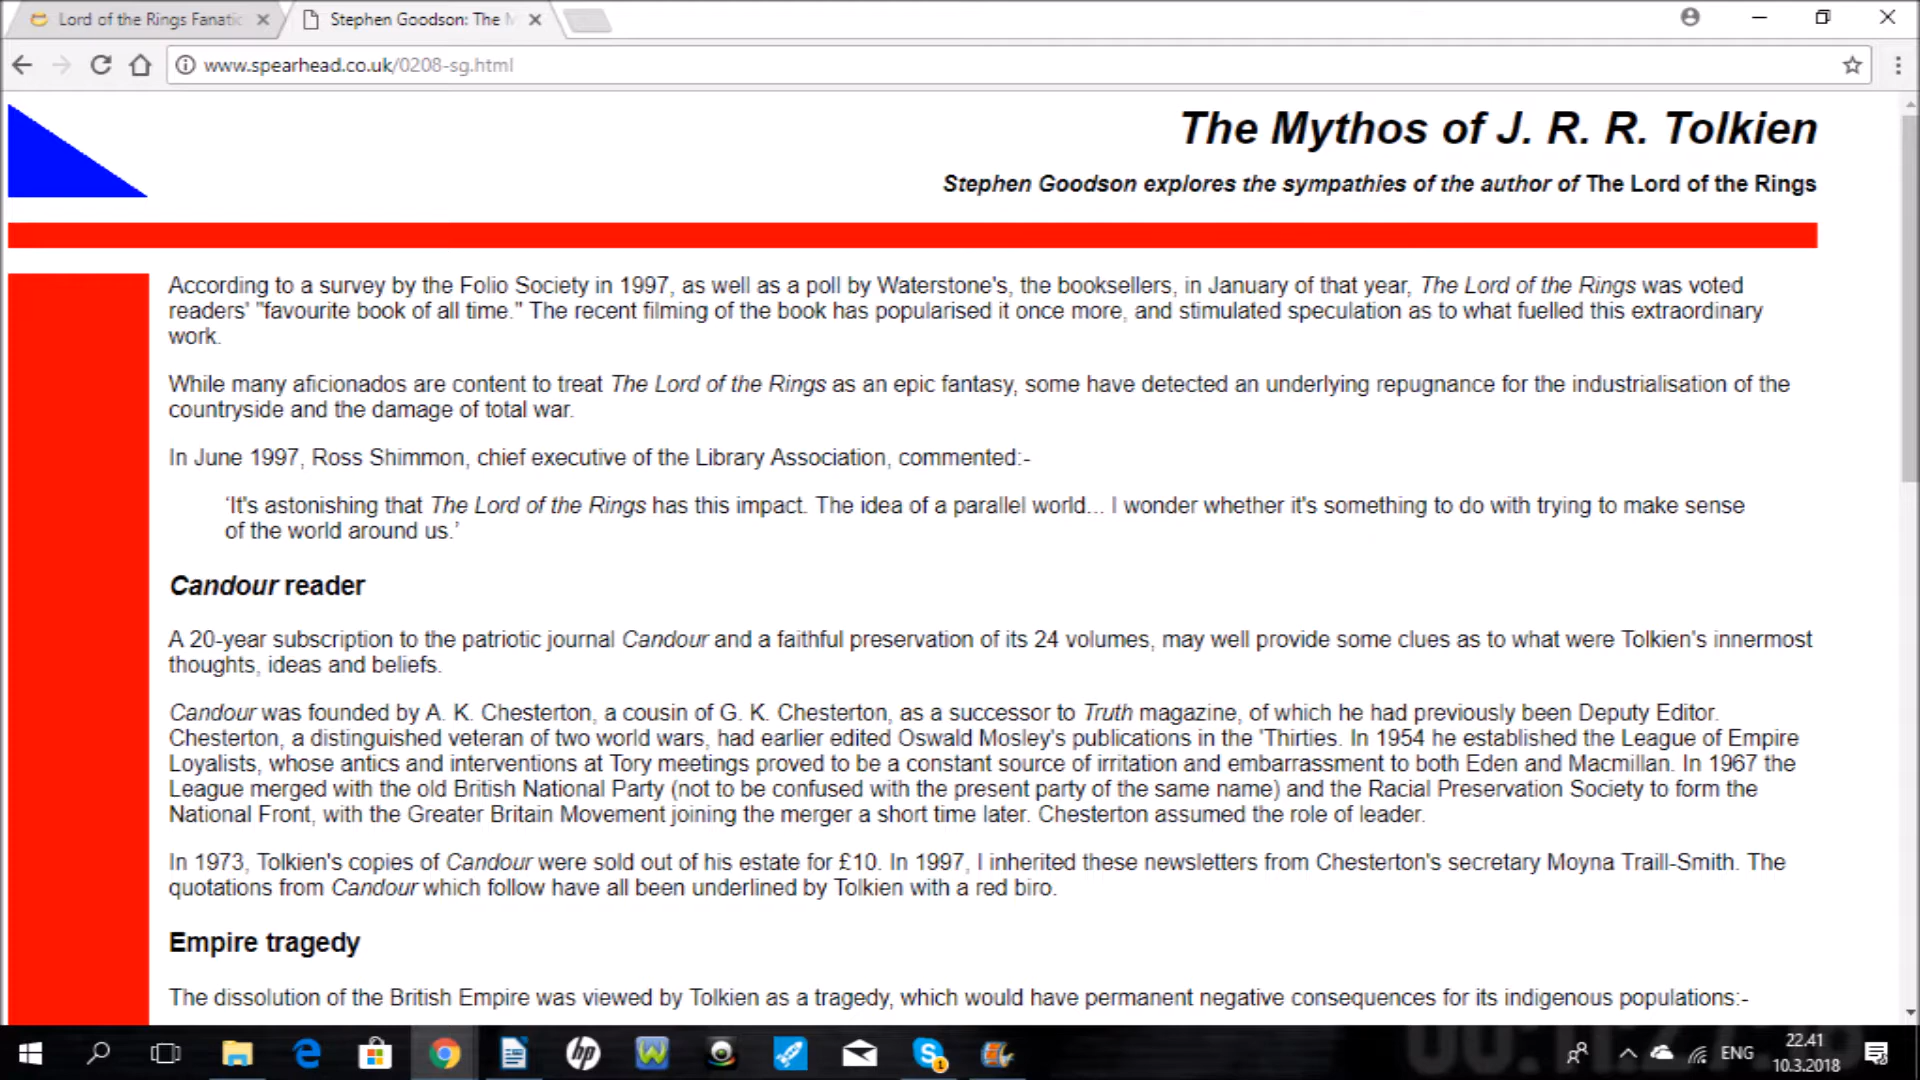 Lord of the Rings Fanatic
Stephen Goodson: The M
www.spearhead.co.uk/0208-sg.html
The Mythos of J. R. R. Tolkien
Stephen Goodson explores the sympathies of the author of The Lord of the Rings
According to a survey by the Folio Society in 1997, as well as a poll by Waterstone's, the booksellers, in January of that year, The Lord of the Rings was voted
readers' "favourite book of all time." The recent filming of the book has popularised it once more, and stimulated speculation as to what fuelled this extraordinary
work.
While many aficionados are content to treat The Lord of the Rings as an epic fantasy, some have detected an underlying repugnance for the industrialisation of the
countryside and the damage of total war.
In June 1997, Ross Shimmon, chief executive of the Library Association, commented:-
‘It's astonishing that The Lord of the Rings has this impact. The idea of a parallel world... I wonder whether it's something to do with trying to make sense
of the world around us.’
Candour reader
A 20-year subscription to the patriotic journal Candour and a faithful preservation of its 24 volumes, may well provide some clues as to what were Tolkien's innermost
thoughts, ideas and beliefs.
Candour was founded by A. K. Chesterton, a cousin of G. K. Chesterton, as a successor to Truth magazine, of which he had previously been Deputy Editor.
Chesterton, a distinguished veteran of two world wars, had earlier edited Oswald Mosley's publications in the 'Thirties. In 1954 he established the League of Empire
Loyalists, whose antics and interventions at Tory meetings proved to be a constant source of irritation and embarrassment to both Eden and Macmillan. In 1967 the
League merged with the old British National Party (not to be confused with the present party of the same name) and the Racial Preservation Society to form the
National Front, with the Greater Britain Movement joining the merger a short time later. Chesterton assumed the role of leader.
In 1973, Tolkien's copies of Candour were sold out of his estate for £10. In 1997, I inherited these newsletters from Chesterton's secretary Moyna Traill-Smith. The
quotations from Candour which follow have all been underlined by Tolkien with a red biro.
Empire tragedy
The dissolution of the British Empire was viewed by Tolkien as a tragedy, which would have permanent negative consequences for its indigenous populations:-
ENG
22.41
10.3.2018